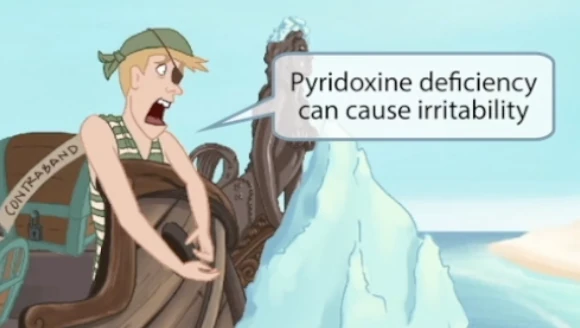 Pyridoxine deficiency
can cause irritability
CONTRABAND